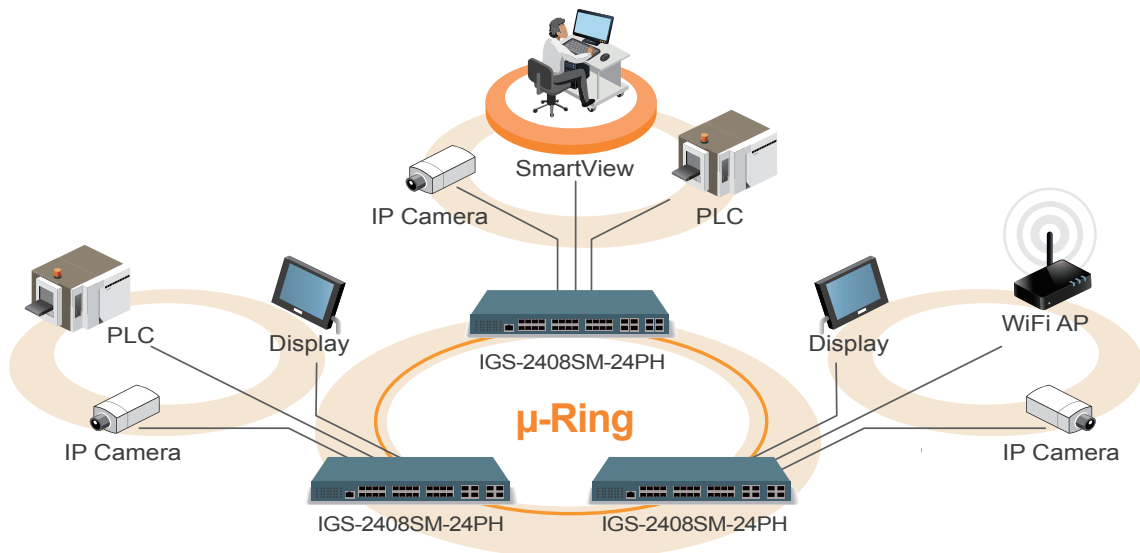 SmartView
IP Camera
PLC
WiFi AP
PLC
Display
Display
IGS-2408SM-24PH
µ-Ring
IP Camera
IP Camera
IGS-2408SM-24PH
IGS-2408SM-24PH